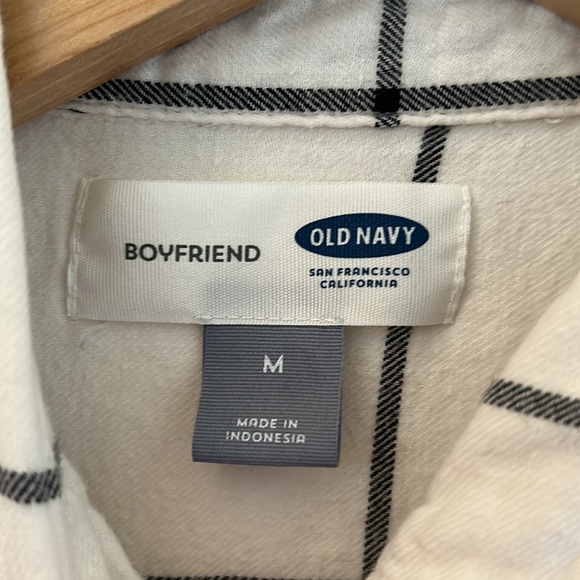 BOYFRIEND
OLD NAVY
SAN FRANCISCO
CALIFORNIA
M
MADE IN
INDONESIA